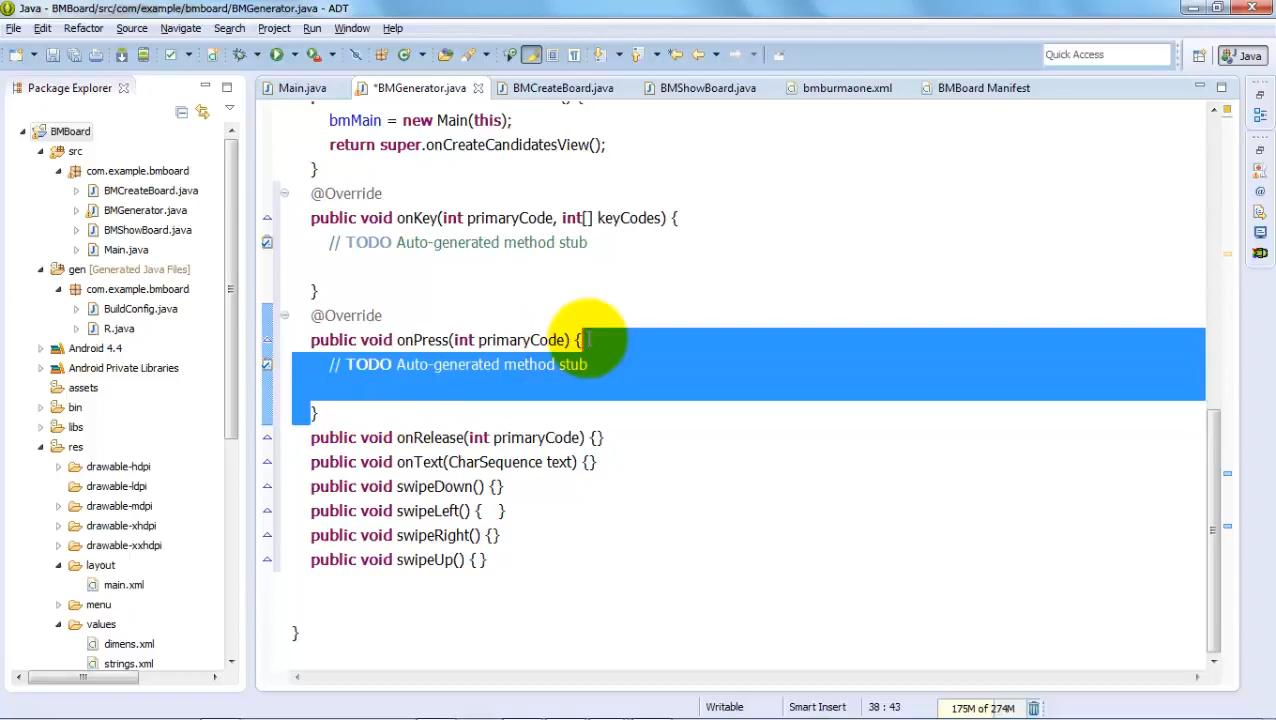 Java - BMBoard/src/com/example/bmboard/BMGenerator.java - ADT
File Edit Refactor Source Navigate Search Project Run Window Help
Quick Access
Java
Package Explorer
Main.java *BMGenerator.java BMCreateBoard.java BMShowBoard.java bmburmaone.xml BMBoard Manifest
BMBoard
src
com.example.bmboard
BMCreateBoard.java
BMGenerator.java
BMShowBoard.java
Main.java
gen [Generated Java Files]
com.example.bmboard
BuildConfig.java
R.java
Android 4.4
Android Private Libraries
assets
bin
libs
res
drawable-hdpi
drawable-ldpi
drawable-mdpi
drawable-xhdpi
drawable-xxhdpi
layout
main.xml
menu
values
dimens.xml
strings.xml
bmMain = new Main(this);
return super.onCreateCandidatesView();
}
@Override
public void onKey(int primaryCode, int[] keyCodes) {
// TODO Auto-generated method stub
}
@Override
public void onPress(int primaryCode) {
// TODO Auto-generated method stub
}
public void onRelease(int primaryCode) {}
public void onText(CharSequence text) {}
public void swipeDown() {}
public void swipeLeft() { }
public void swipeRight() {}
public void swipeUp() { }
}
Writable Smart Insert 38 : 43 175M of 274M